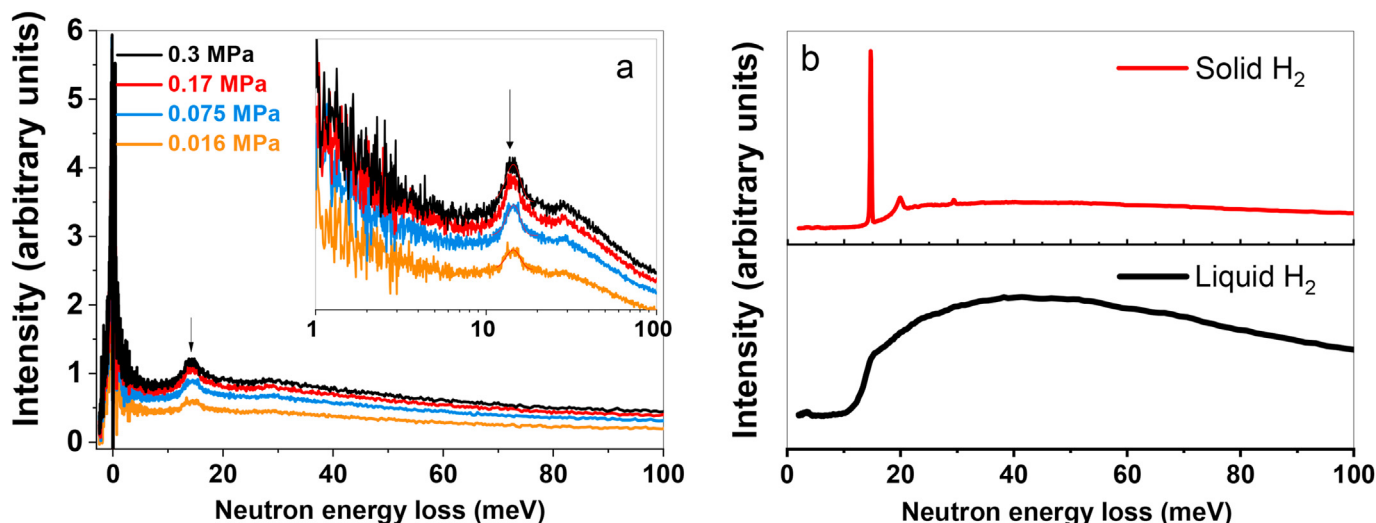 Intensity (arbitrary units)
6
5
4
3
2
1
0
0.3 MPa
0.17 MPa
0.075 MPa
0.016 MPa
a
1
10
100
0
20
40
60
80
100
Neutron energy loss (meV)
Intensity (arbitrary units)
b
Solid H2
Liquid H2
0
20
40
60
80
100
Neutron energy loss (meV)